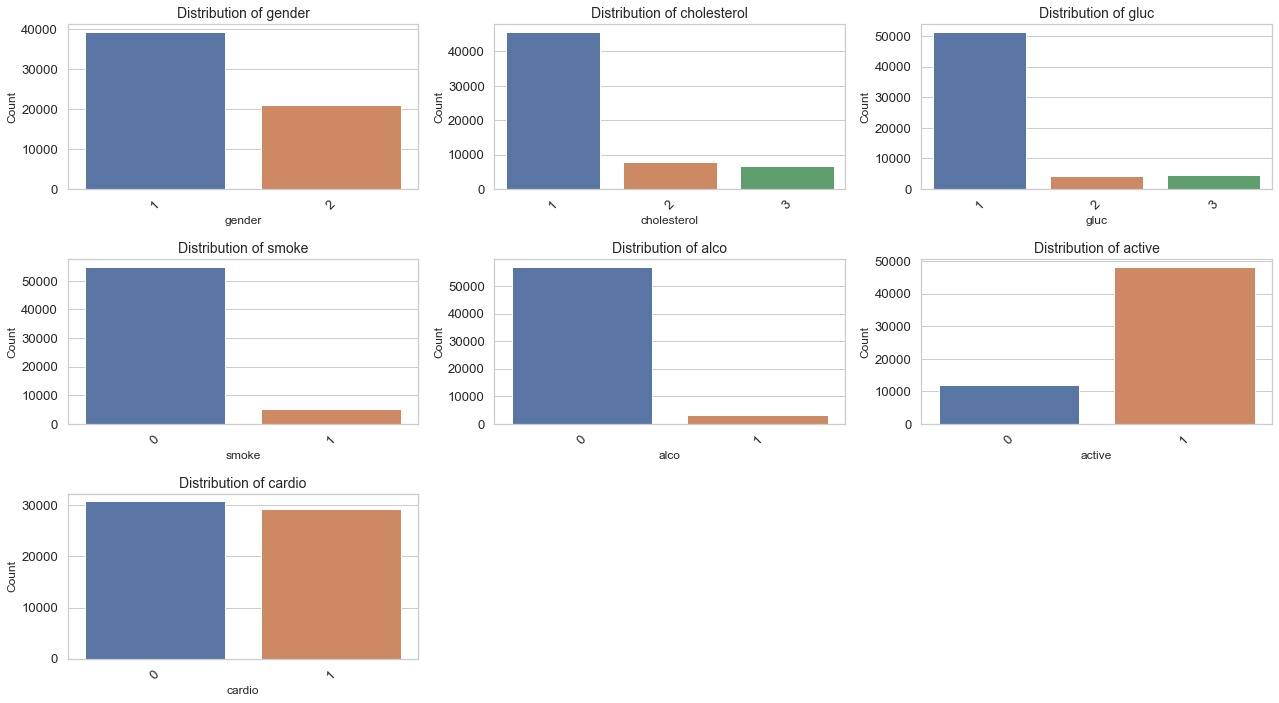 Distribution of gender
Count
40000
30000
20000
10000
0
1
2
gender
Distribution of cholesterol
Count
40000
30000
20000
10000
0
1
2
3
cholesterol
Distribution of gluc
Count
50000
40000
30000
20000
10000
0
1
2
3
gluc
Distribution of smoke
Count
50000
40000
30000
20000
10000
0
0
1
smoke
Distribution of alco
Count
50000
40000
30000
20000
10000
0
0
1
alco
Distribution of active
Count
50000
40000
30000
20000
10000
0
0
1
active
Distribution of cardio
Count
30000
20000
10000
0
0
1
cardio